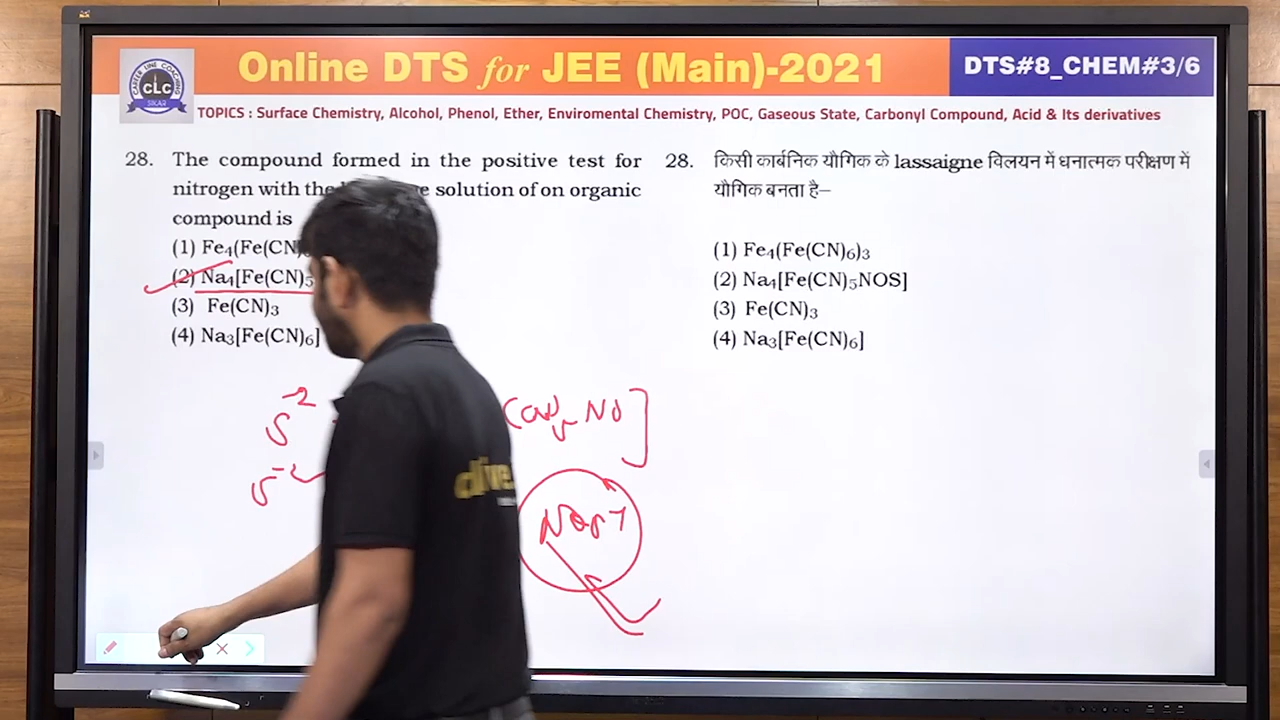 Online DTS for JEE (Main)-2021
DTS#8_CHEM#3/6
CAREER LINE COACHING
CLC
SIKAR
TOPICS : Surface Chemistry, Alcohol, Phenol, Ether, Enviromental Chemistry, POC, Gaseous State, Carbonyl Compound, Acid & Its derivatives
28. The compound formed in the positive test for
nitrogen with the solution of on organic
compound is
(1) Fe₄(Fe(CN)
(2) Na₄[Fe(CN)₅
(3) Fe(CN)₃
(4) Na₃[Fe(CN)₆]
28. किसी कार्बनिक यौगिक के lassaigne विलयन में धनात्मक परीक्षण में
यौगिक बनता है–
(1) Fe₄(Fe(CN)₆)₃
(2) Na₄[Fe(CN)₅NOS]
(3) Fe(CN)₃
(4) Na₃[Fe(CN)₆]
S⁻²
NO]